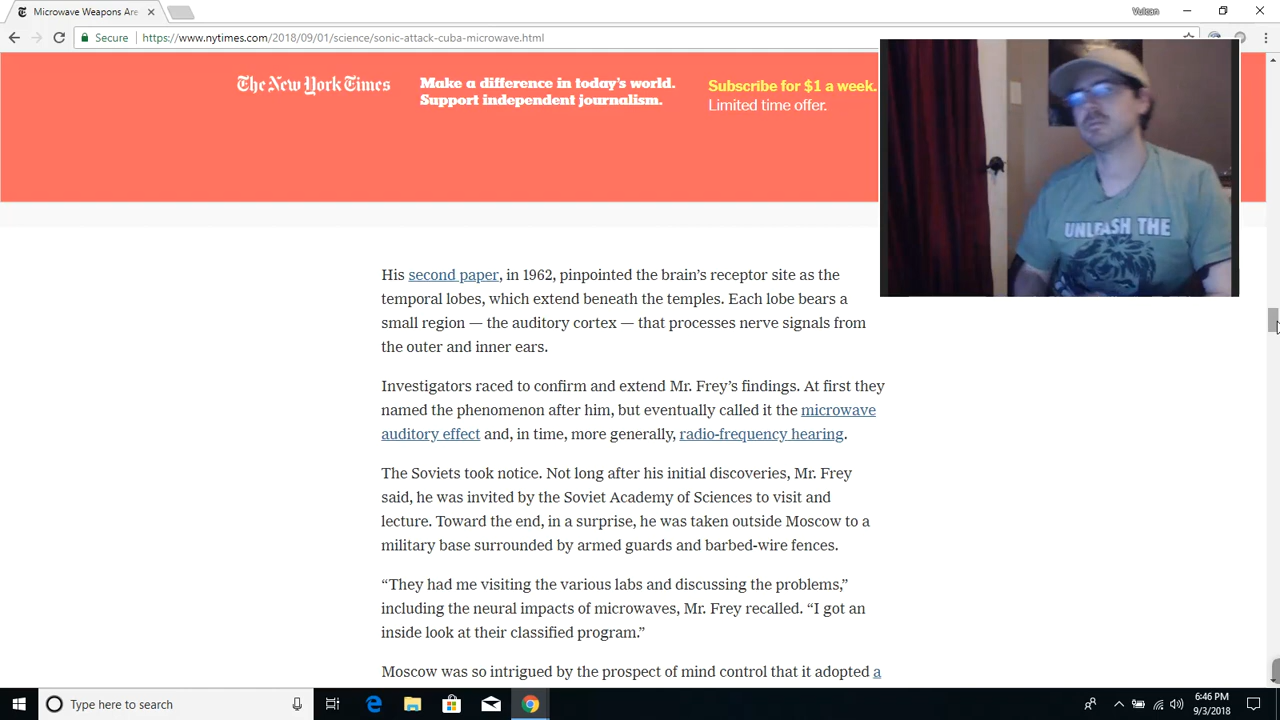 Microwave Weapons Are
Vulcan
Secure
https://www.nytimes.com/2018/09/01/science/sonic-attack-cuba-microwave.html
The New York Times
Make a difference in today's world.
Support independent journalism.
Subscribe for $1 a week.
Limited time offer.
UNLEASH THE
His second paper, in 1962, pinpointed the brain's receptor site as the
temporal lobes, which extend beneath the temples. Each lobe bears a
small region — the auditory cortex — that processes nerve signals from
the outer and inner ears.
Investigators raced to confirm and extend Mr. Frey's findings. At first they
named the phenomenon after him, but eventually called it the microwave
auditory effect and, in time, more generally, radio-frequency hearing.
The Soviets took notice. Not long after his initial discoveries, Mr. Frey
said, he was invited by the Soviet Academy of Sciences to visit and
lecture. Toward the end, in a surprise, he was taken outside Moscow to a
military base surrounded by armed guards and barbed-wire fences.
“They had me visiting the various labs and discussing the problems,”
including the neural impacts of microwaves, Mr. Frey recalled. “I got an
inside look at their classified program.”
Moscow was so intrigued by the prospect of mind control that it adopted a
Type here to search
6:46 PM
9/3/2018